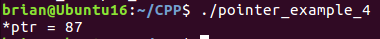 brian@Ubuntu16:~/CPP$ ./pointer_example_4
*ptr = 87